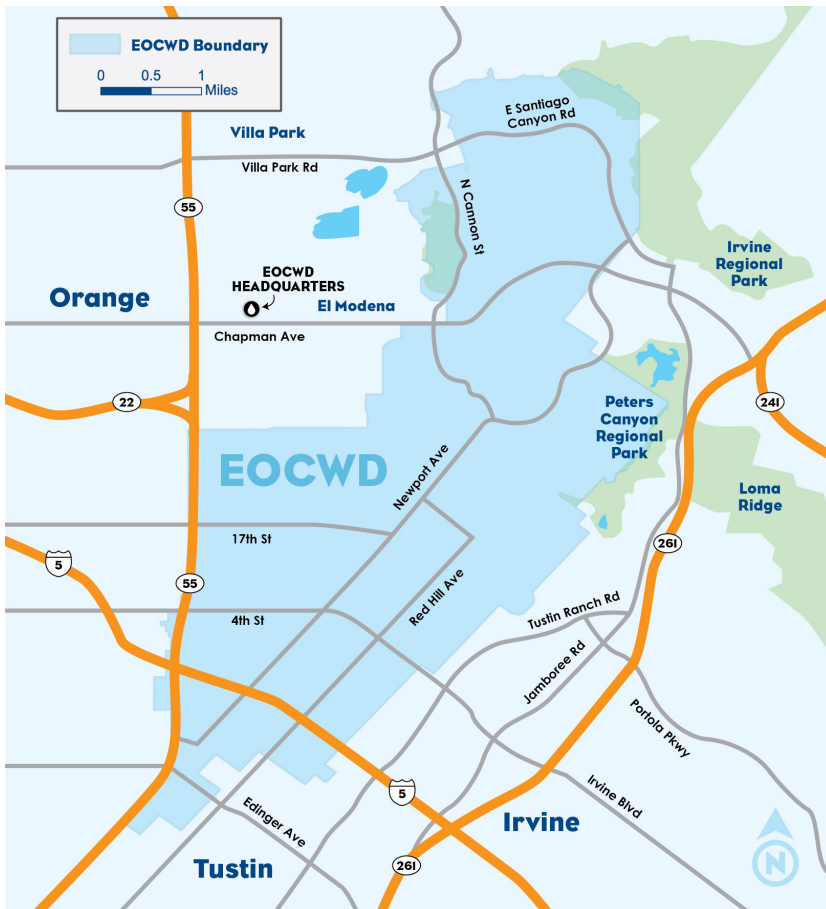 EOCWD Boundary
0 0.5 1
Miles
E Santiago
Canyon Rd
Villa Park
Villa Park Rd
N Cannon St
55
Irvine
Regional
Park
EOCWD
HEADQUARTERS
Orange
El Modena
Chapman Ave
22
241
Peters
Canyon
Regional
Park
EOCWD
Newport Ave
Loma
Ridge
17th St
261
5
55
Red Hill Ave
4th St
Tustin Ranch Rd
Jamboree Rd
Portola Pkwy
5
Irvine Blvd
Edinger Ave
Irvine
261
Tustin
N